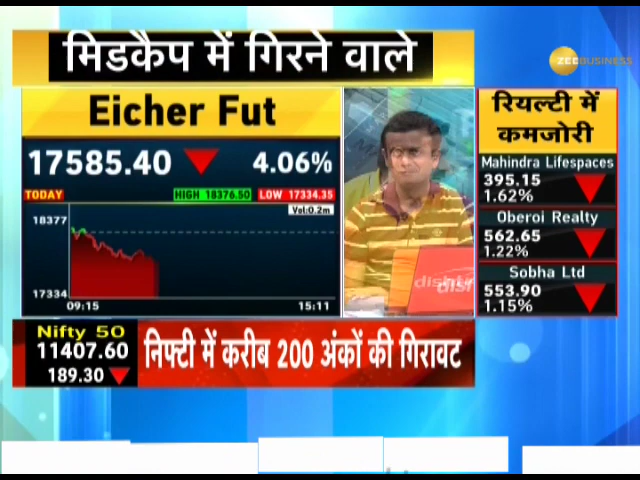 मिडकैप में गिरने वाले
ZEE BUSINESS
Eicher Fut
17585.40 4.06%
TODAY HIGH 18376.50 LOW 17334.35
Vol:0.2m
18377
17334
09:15 15:11
रियल्टी में
कमजोरी
Mahindra Lifespaces
395.15
1.62%
Oberoi Realty
562.65
1.22%
Sobha Ltd
553.90
1.15%
Nifty 50
11407.60
189.30
निफ्टी में करीब 200 अंकों की गिरावट